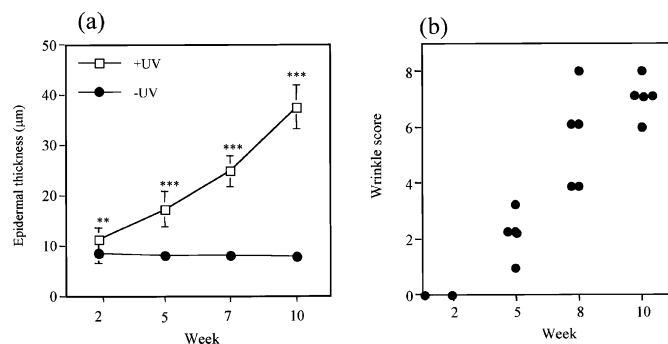 (a)
50
40
30
20
10
0
Epidermal thickness (μm)
+UV
-UV
**
***
***
***
2 5 7 10
Week
(b)
8
6
4
2
0
Wrinkle score
2 5 8 10
Week